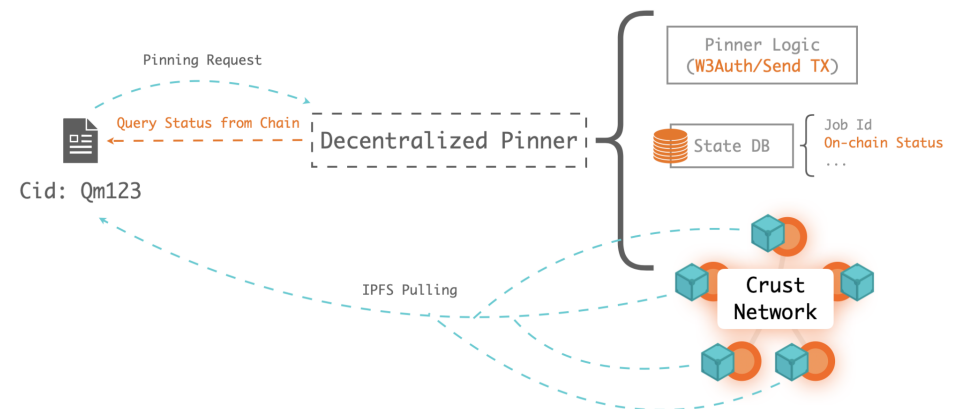 Pinning Request
Query Status from Chain
Cid: Qm123
Decentralized Pinner
Pinner Logic
(W3Auth/Send TX)
State DB
Job Id
On-chain Status
...
IPFS Pulling
Crust
Network